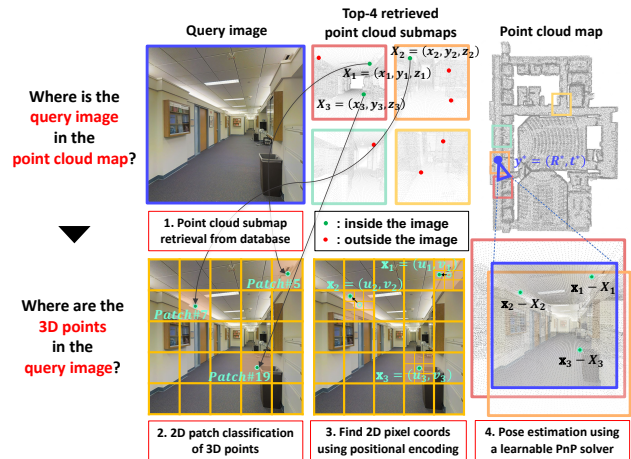 Query image
Top-4 retrieved
point cloud submaps
Point cloud map
Where is the
query image
in the
point cloud map?
X₁ = (x₁, y₁, z₁)
X₂ = (x₂, y₂, z₂)
X₃ = (x₃, y₃, z₃)
y* = (R*, t*)
1. Point cloud submap
retrieval from database
: inside the image
: outside the image
Where are the
3D points
in the
query image?
Patch#5
Patch#7
Patch#19
x₁ = (u₁, v₁)
x₂ = (u₂, v₂)
x₃ = (u₃, v₃)
x₁ − X₁
x₂ − X₂
x₃ − X₃
2. 2D patch classification
of 3D points
3. Find 2D pixel coords
using positional encoding
4. Pose estimation using
a learnable PnP solver